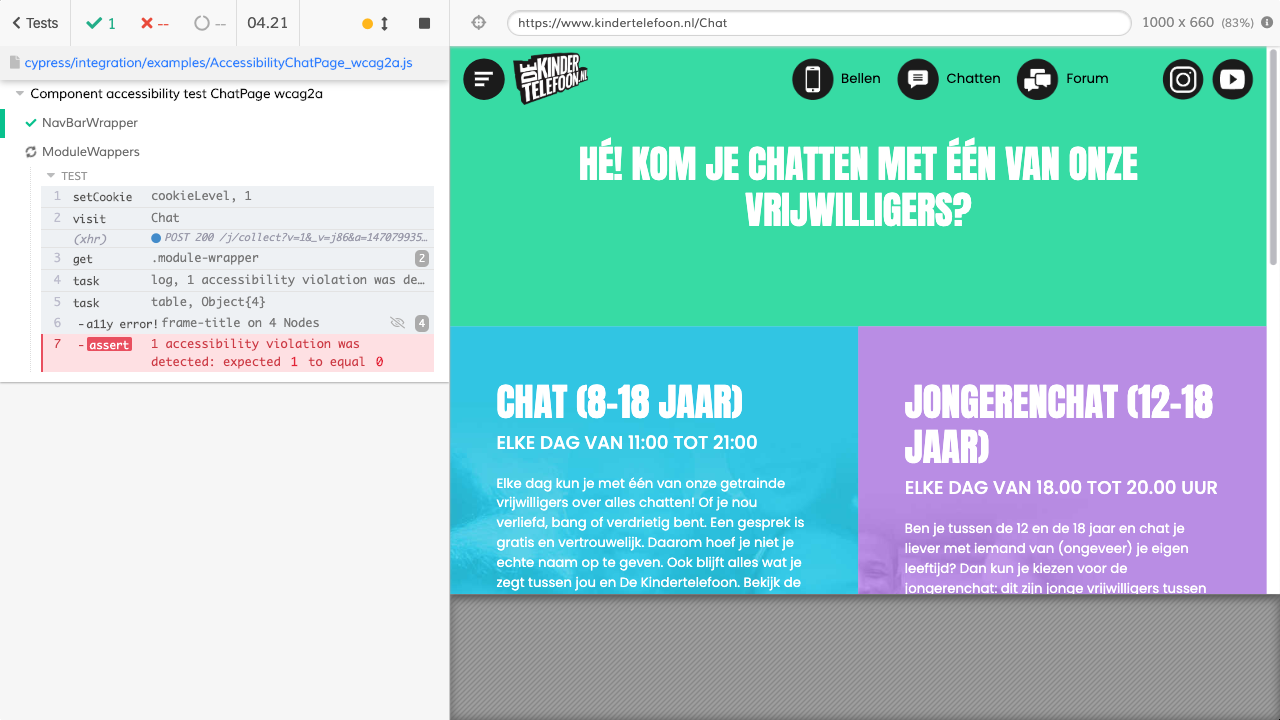 Tests
1
--
--
04.21
https://www.kindertelefoon.nl/Chat
1000 x 660 (83%)
cypress/integration/examples/AccessibilityChatPage_wcag2a.js
Component accessibility test ChatPage wcag2a
NavBarWrapper
ModuleWappers
TEST
1 setCookie cookieLevel, 1
2 visit Chat
(xhr) POST 200 /j/collect?v=1&_v=j86&a=147079935…
3 get .module-wrapper 2
4 task log, 1 accessibility violation was de…
5 task table, Object{4}
6 -a11y error! frame-title on 4 Nodes 4
7 -assert 1 accessibility violation was
detected: expected 1 to equal 0
DE KINDER
TELEFOON.NL
Bellen
Chatten
Forum
HÉ! KOM JE CHATTEN MET ÉÉN VAN ONZE
VRIJWILLIGERS?
CHAT (8-18 JAAR)
ELKE DAG VAN 11:00 TOT 21:00
Elke dag kun je met één van onze getrainde
vrijwilligers over alles chatten! Of je nou
verliefd, bang of verdrietig bent. Een gesprek is
gratis en vertrouwelijk. Daarom hoef je niet je
echte naam op te geven. Ook blijft alles wat je
zegt tussen jou en De Kindertelefoon. Bekijk de
JONGERENCHAT (12-18
JAAR)
ELKE DAG VAN 18.00 TOT 20.00 UUR
Ben je tussen de 12 en de 18 jaar en chat je
liever met iemand van (ongeveer) je eigen
leeftijd? Dan kun je kiezen voor de
jongerenchat: dit zijn jonge vrijwilligers tussen